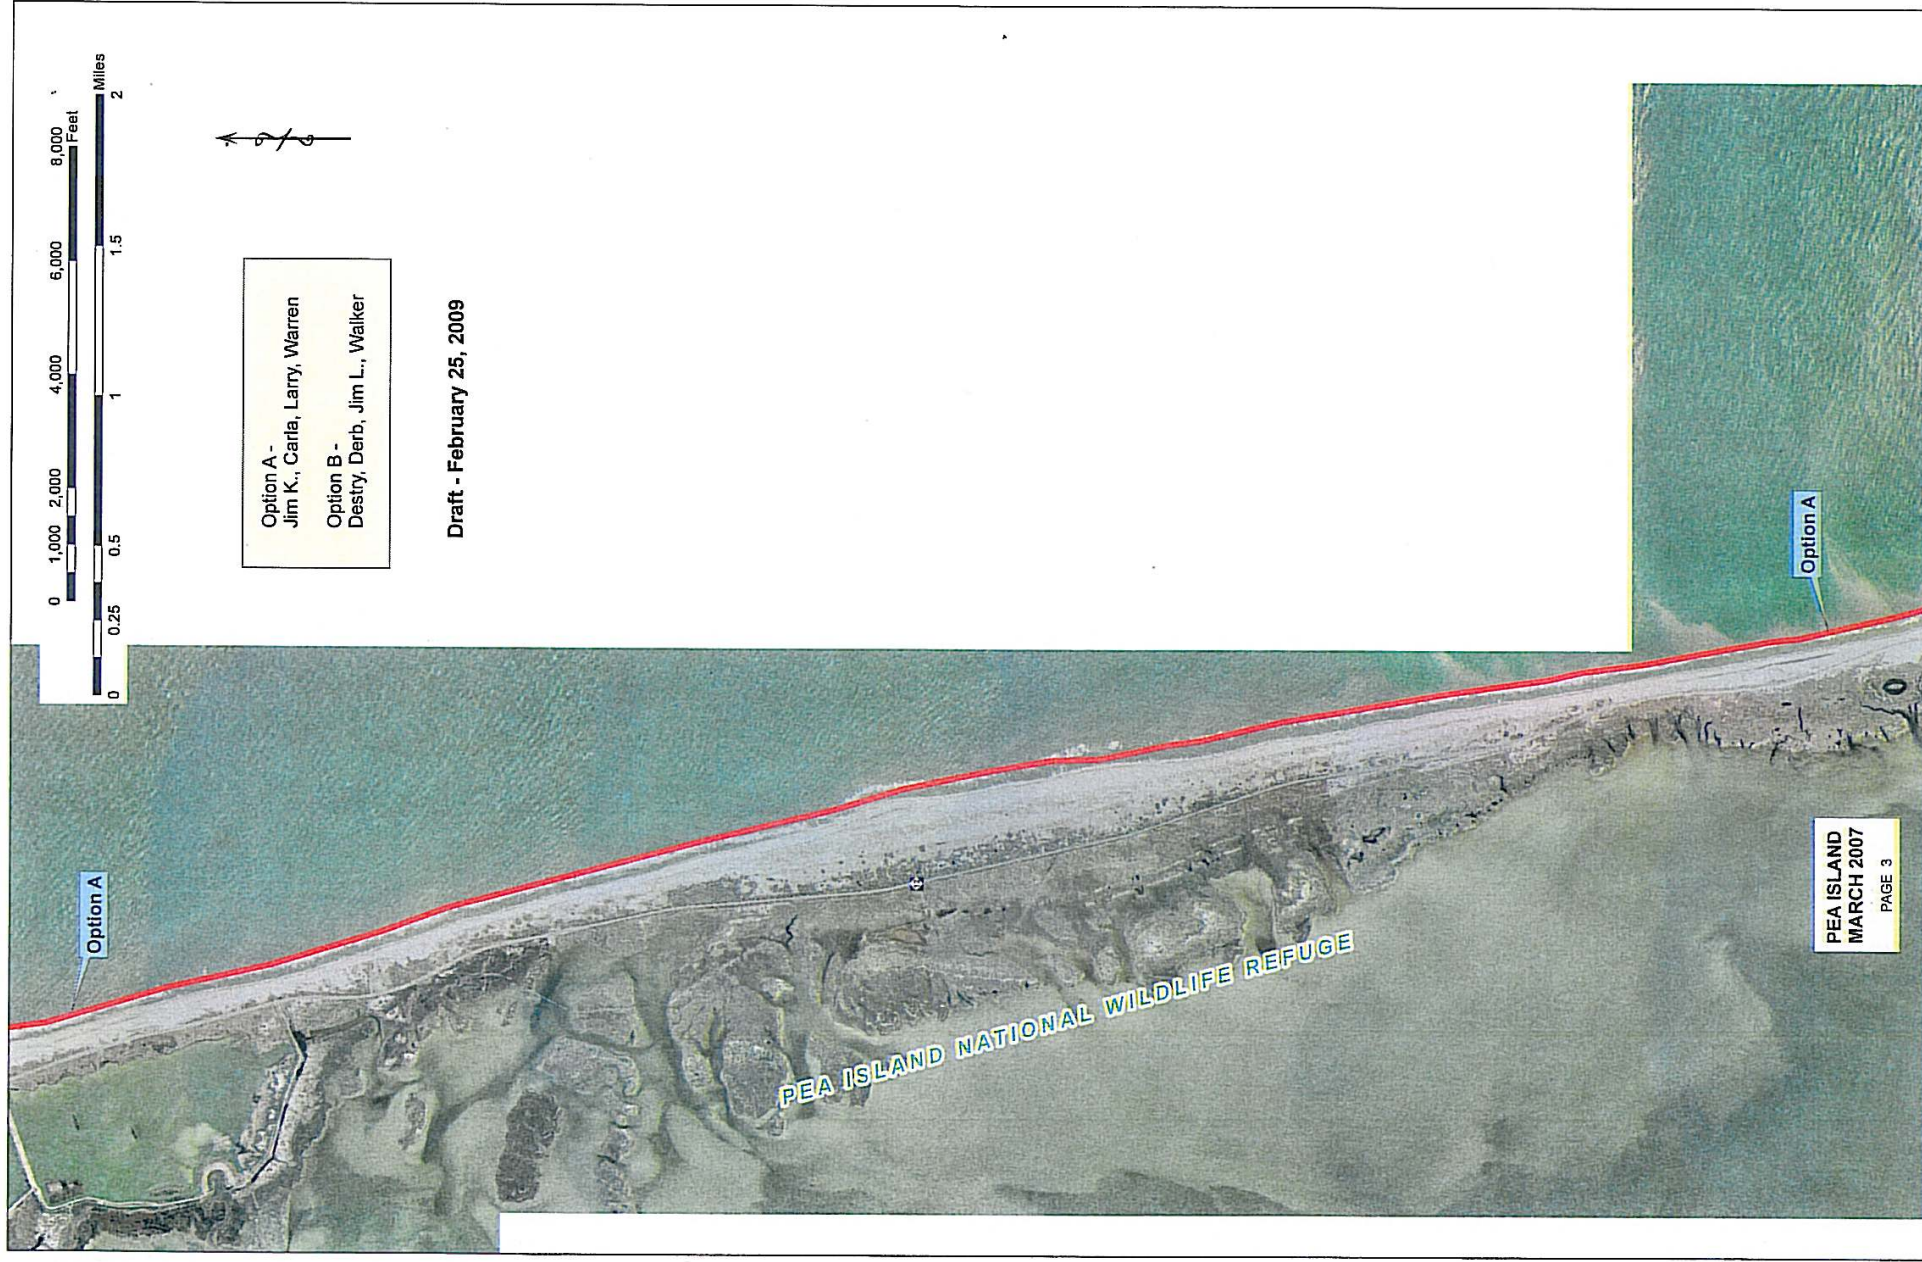 0 1,000 2,000 4,000 6,000 8,000
Feet
Miles
0 0.25 0.5 1 1.5 2
Option A -
Jim K., Carla, Larry, Warren
Option B -
Destry, Derb, Jim L., Walker
Draft - February 25, 2009
Option A
PEA ISLAND NATIONAL WILDLIFE REFUGE
Option A
PEA ISLAND
MARCH 2007
PAGE 3